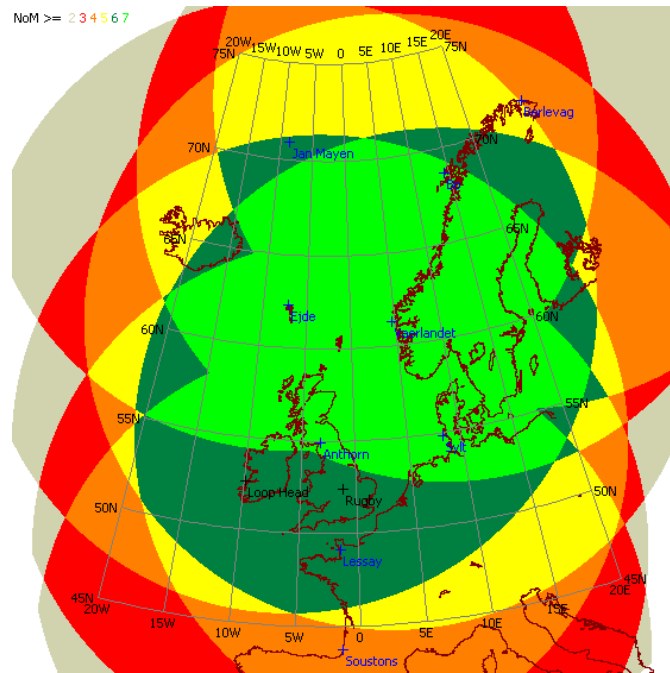 NoM >= 2 3 4 5 6 7
20W 15W 10W 5W 0 5E 10E 15E 20E
75N 75N
Berlevag
70N Jan Mayen 70N
Bo
65N 65N
Ejde
60N Vaerlandet 60N
55N 55N
Anthorn Sylt
Loop Head Rugby
50N 50N
Lessay
45N 45N
20W 15W 10W 5W 0 5E 10E 15E 20E
Soustons